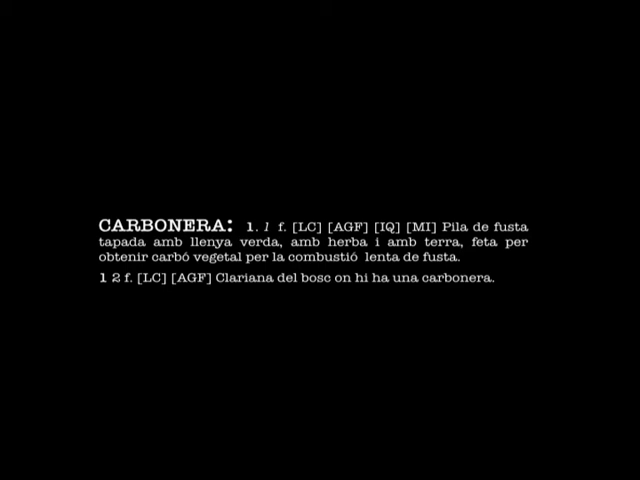 CARBONERA: 1. 1 f. [LC] [AGF] [IQ] [MI] Pila de fusta
tapada amb llenya verda, amb herba i amb terra, feta per
obtenir carbó vegetal per la combustió lenta de fusta.
1 2 f. [LC] [AGF] Clariana del bosc on hi ha una carbonera.